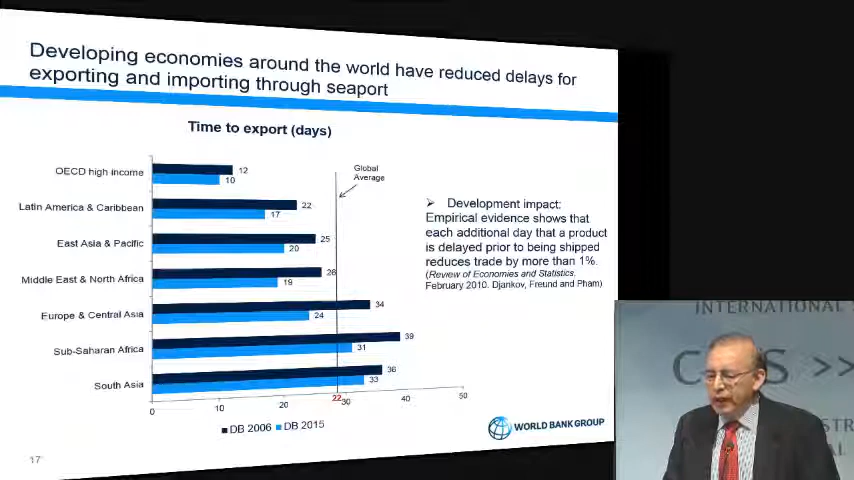 Developing economies around the world have reduced delays for
exporting and importing through seaport
Time to export (days)
Global
Average
OECD high income
12
10
Latin America & Caribbean
22
17
East Asia & Pacific
25
20
Middle East & North Africa
26
19
Europe & Central Asia
34
24
Sub-Saharan Africa
39
31
South Asia
36
33
0
10
20
22
30
40
50
DB 2006
DB 2015
➢ Development impact:
Empirical evidence shows that
each additional day that a product
is delayed prior to being shipped
reduces trade by more than 1%.
(Review of Economies and Statistics,
February 2010. Djankov, Freund and Pham)
WORLD BANK GROUP
17
INTERNATIONAL
>>